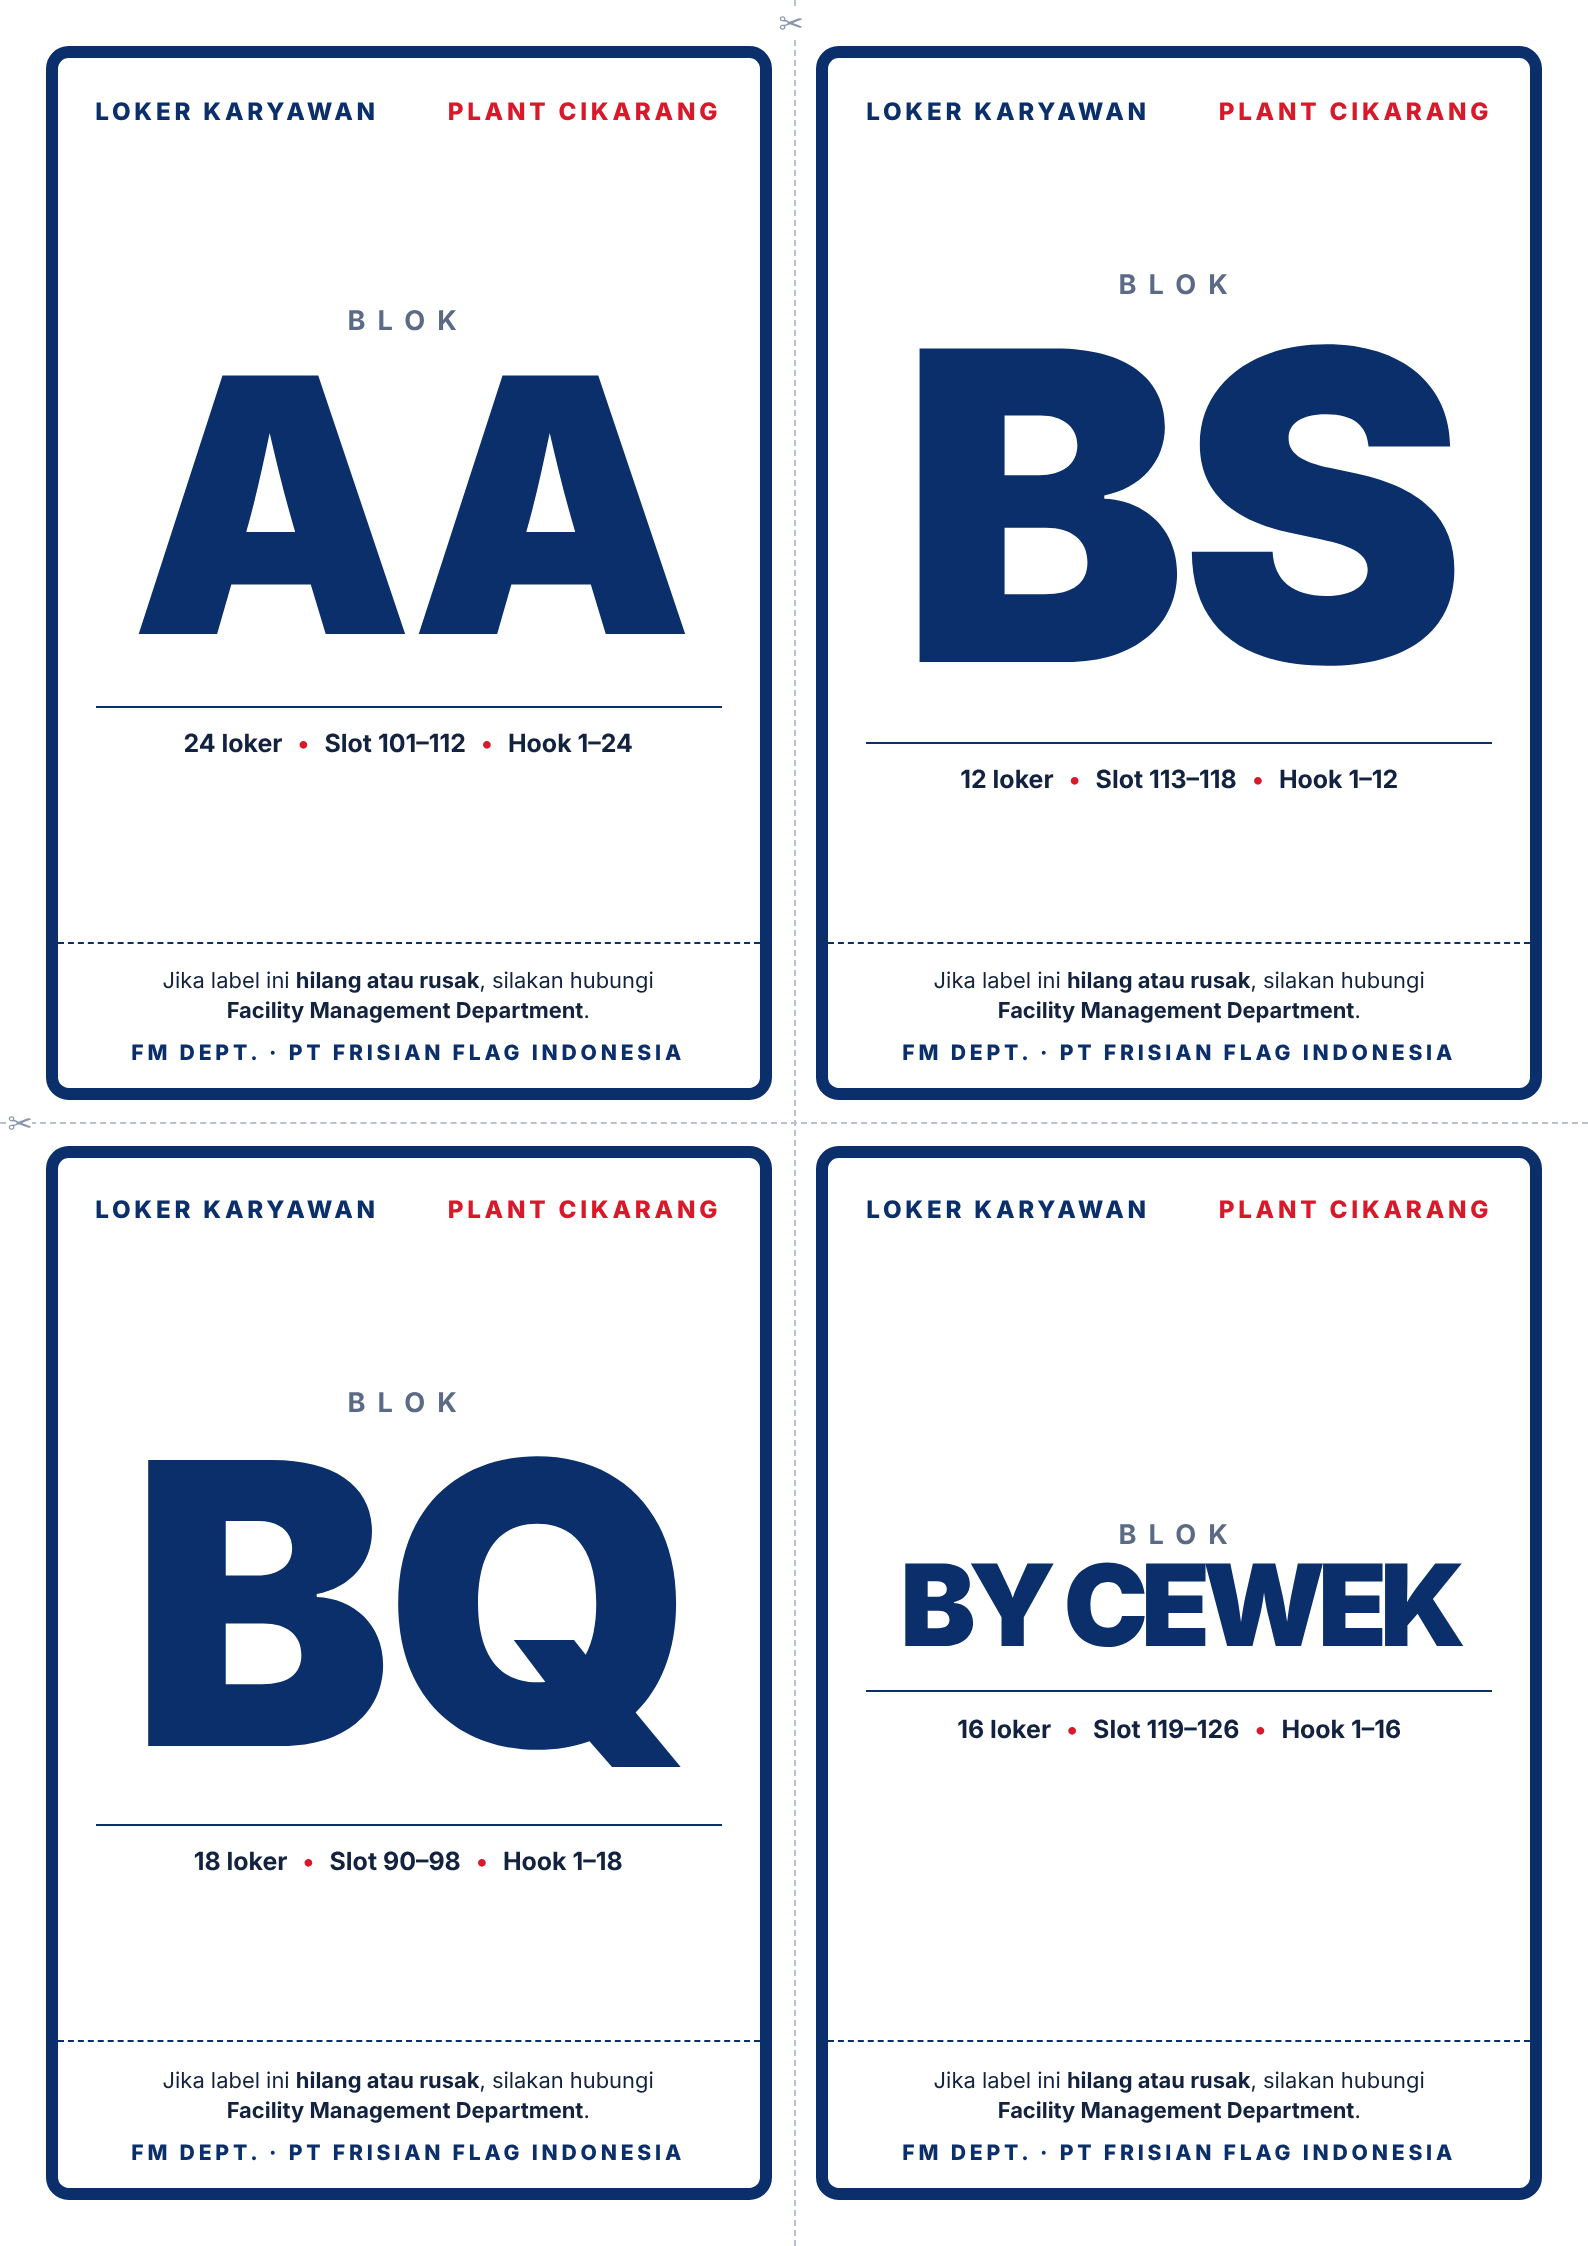 LOKER KARYAWAN PLANT CIKARANG
BLOK
AA
24 loker • Slot 101–112 • Hook 1–24
Jika label ini hilang atau rusak, silakan hubungi
Facility Management Department.
FM DEPT. · PT FRISIAN FLAG INDONESIA
LOKER KARYAWAN PLANT CIKARANG
BLOK
BS
12 loker • Slot 113–118 • Hook 1–12
Jika label ini hilang atau rusak, silakan hubungi
Facility Management Department.
FM DEPT. · PT FRISIAN FLAG INDONESIA
LOKER KARYAWAN PLANT CIKARANG
BLOK
BQ
18 loker • Slot 90–98 • Hook 1–18
Jika label ini hilang atau rusak, silakan hubungi
Facility Management Department.
FM DEPT. · PT FRISIAN FLAG INDONESIA
LOKER KARYAWAN PLANT CIKARANG
BLOK
BY CEWEK
16 loker • Slot 119–126 • Hook 1–16
Jika label ini hilang atau rusak, silakan hubungi
Facility Management Department.
FM DEPT. · PT FRISIAN FLAG INDONESIA